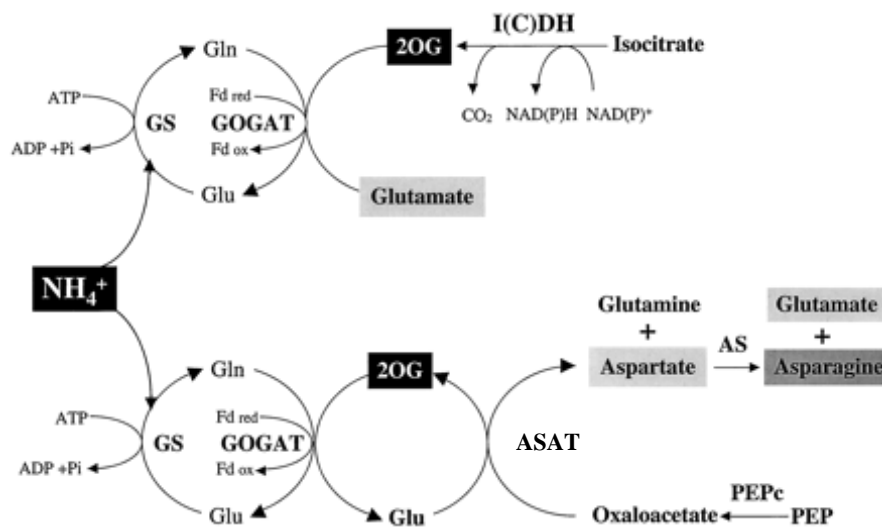 I(C)DH
Gln
2OG
Isocitrate
ATP
Fd red
CO₂ NAD(P)H NAD(P)⁺
GS GOGAT
ADP +Pi
Fd ox
Glu
Glutamate
NH₄⁺
Glutamine
Glutamate
+
AS
+
Gln
2OG
Aspartate
Asparagine
ATP
Fd red
GS GOGAT
ASAT
ADP +Pi
Fd ox
PEPc
Glu
Glu
Oxaloacetate
PEP